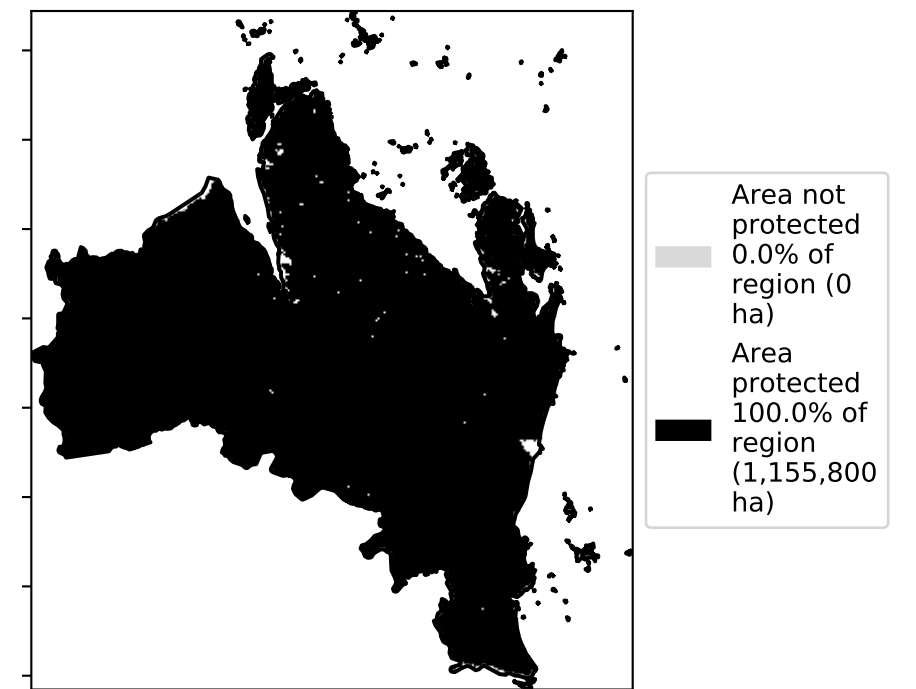 Area not
protected
0.0% of
region (0
ha)
Area
protected
100.0% of
region
(1,155,800
ha)